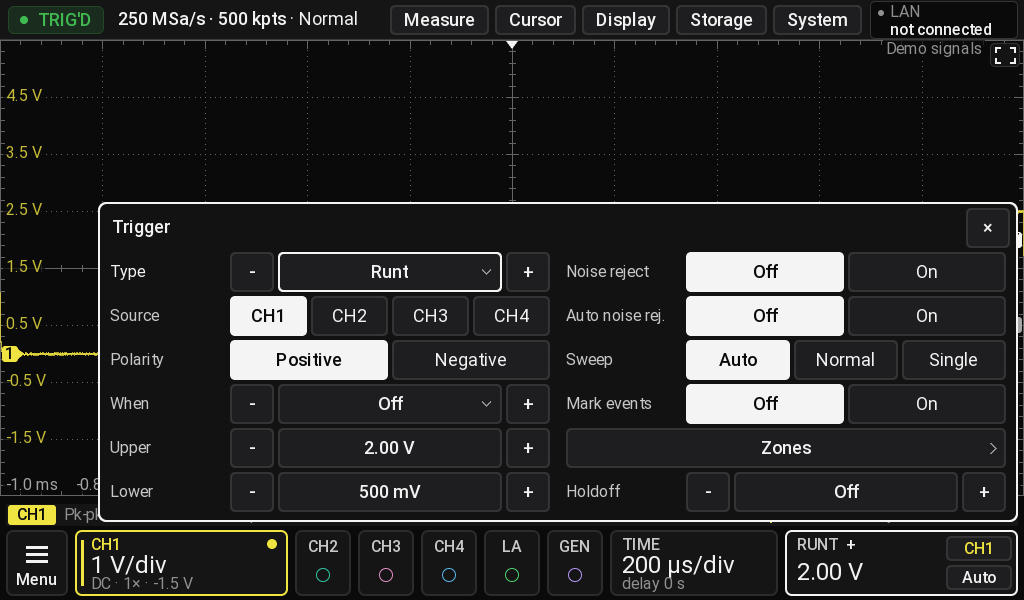 TRIG'D
250 MSa/s · 500 kpts · Normal
Measure
Cursor
Display
Storage
System
LAN
not connected
Demo signals
4.5 V
3.5 V
2.5 V
1.5 V
0.5 V
1
-0.5 V
-1.5 V
-1.0 ms
-0.8
Trigger
×
Type
-
Runt
+
Source
CH1
CH2
CH3
CH4
Polarity
Positive
Negative
When
-
Off
+
Upper
-
2.00 V
+
Lower
-
500 mV
+
Noise reject
Off
On
Auto noise rej.
Off
On
Sweep
Auto
Normal
Single
Mark events
Off
On
Zones
Holdoff
-
Off
+
CH1
Pk-pk
Menu
CH1
1 V/div
DC · 1× · -1.5 V
CH2
CH3
CH4
LA
GEN
TIME
200 µs/div
delay 0 s
RUNT +
2.00 V
CH1
Auto